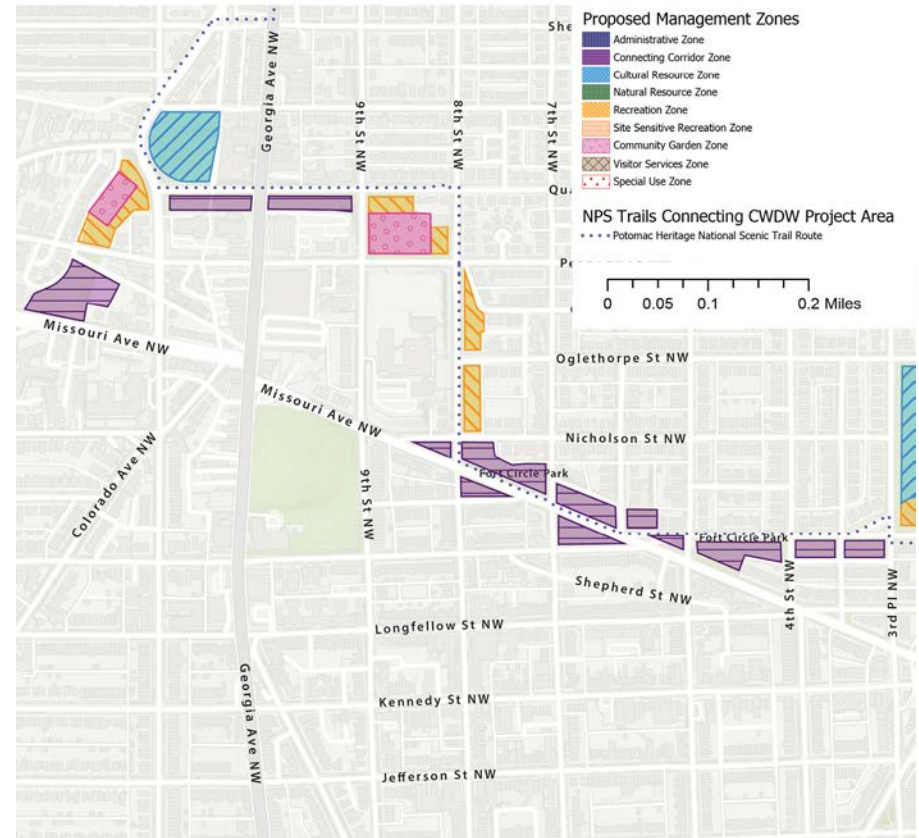 Proposed Management Zones
Administrative Zone
Connecting Corridor Zone
Cultural Resource Zone
Natural Resource Zone
Recreation Zone
Site Sensitive Recreation Zone
Community Garden Zone
Visitor Services Zone
Special Use Zone
NPS Trails Connecting CWDW Project Area
Potomac Heritage National Scenic Trail Route
0 0.05 0.1 0.2 Miles
She
Georgia Ave NW
9th St NW
8th St NW
7th St NW
Qu
Missouri Ave NW
Oglethorpe St NW
Missouri Ave NW
Nicholson St NW
Colorado Ave NW
9th St NW
Fort Circle Park
Fort Circle Park
Shepherd St NW
4th St NW
3rd Pl NW
Longfellow St NW
Georgia Ave NW
Kennedy St NW
Jefferson St NW